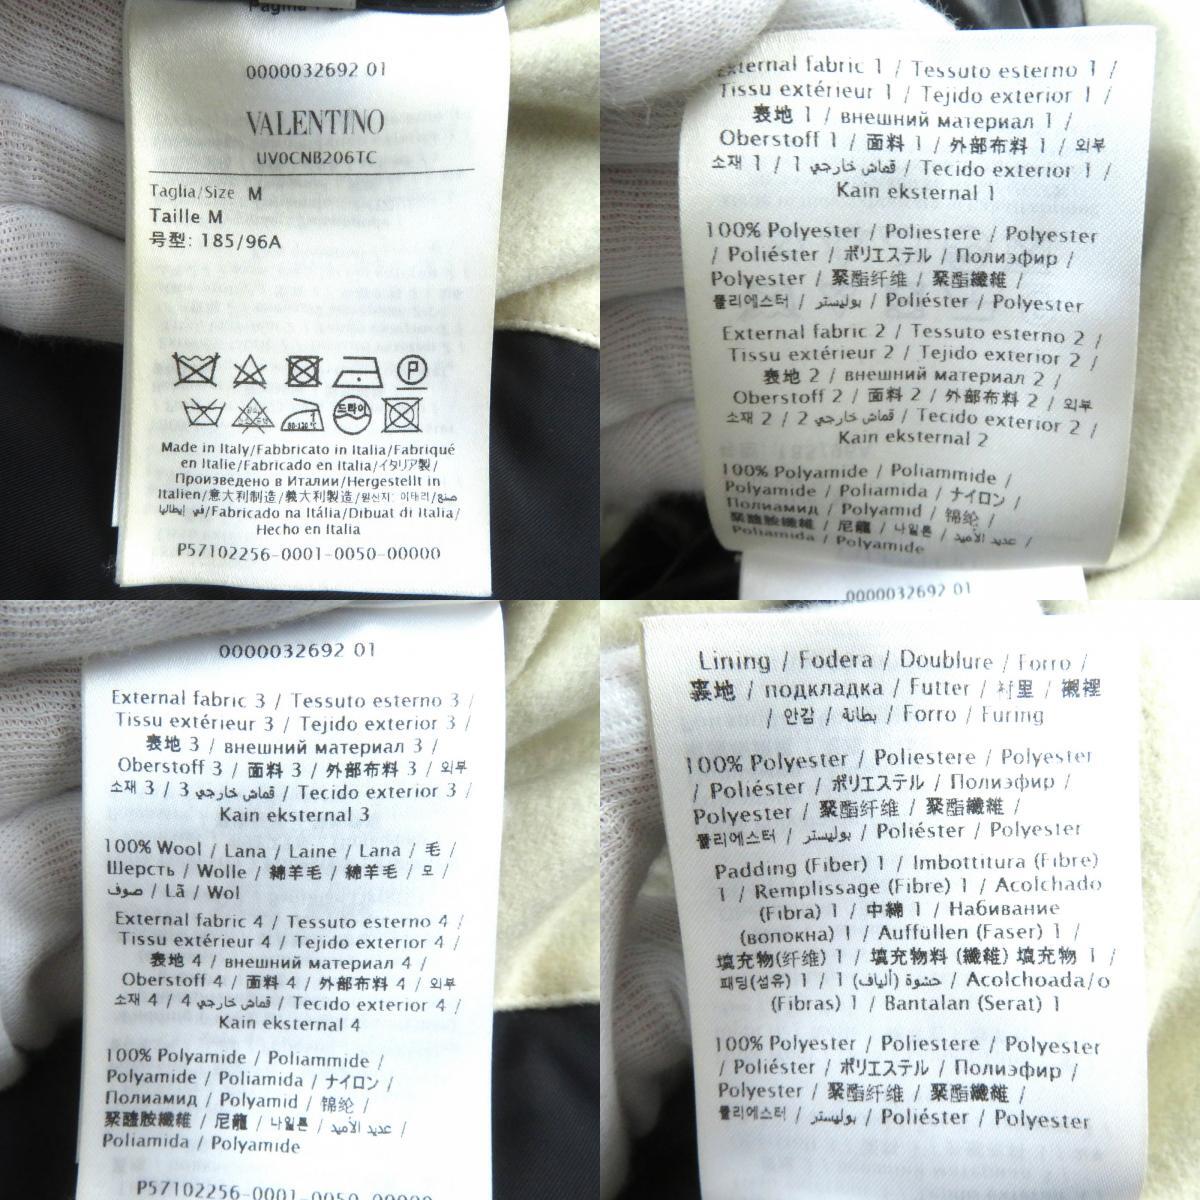 0000032692 01
VALENTINO
UV0CNB206TC
Taglia/Size M
Taille M
号型: 185/96A
P
드라이
80-120°C
Made in Italy/Fabbricato in Italia/Fabriqué
en Italie/Fabricado en Italia/イタリア製/
Произведено в Италии/Hergestellt in
Italien/意大利制造/義大利製造/원산지: 이태리/صنع
في إيطاليا/Fabricado na Itália/Dibuat di Italia/
Hecho en Italia
P57102256-0001-0050-00000
External fabric 1 / Tessuto esterno 1 /
Tissu extérieur 1 / Tejido exterior 1 /
表地 1 / внешний материал 1 /
Oberstoff 1 / 面料 1 / 外部布料 1 / 외부
소재 1 / 1 قماش خارجي / Tecido exterior 1 /
Kain eksternal 1
100% Polyester / Poliestere / Polyester
/ Poliéster / ポリエステル / Полиэфир /
Polyester / 聚酯纤维 / 聚酯纖維 /
폴리에스터 / بوليستر / Poliéster / Polyester
External fabric 2 / Tessuto esterno 2 /
Tissu extérieur 2 / Tejido exterior 2 /
表地 2 / внешний материал 2 /
Oberstoff 2 / 面料 2 / 外部布料 2 / 외부
소재 2 / 2 قماش خارجي / Tecido exterior 2 /
Kain eksternal 2
100% Polyamide / Poliammide /
Polyamide / Poliamida / ナイロン /
Полиамид / Polyamid / 锦纶 /
聚醯胺纖維 / 尼龍 / 나일론 / عديد الأميد /
Poliamida / Polyamide
0000032692 01
0000032692 01
External fabric 3 / Tessuto esterno 3 /
Tissu extérieur 3 / Tejido exterior 3 /
表地 3 / внешний материал 3 /
Oberstoff 3 / 面料 3 / 外部布料 3 / 외부
소재 3 / 3 قماش خارجي / Tecido exterior 3 /
Kain eksternal 3
100% Wool / Lana / Laine / Lana / 毛 /
Шерсть / Wolle / 綿羊毛 / 綿羊毛 / 모 /
صوف / Lã / Wol
External fabric 4 / Tessuto esterno 4 /
Tissu extérieur 4 / Tejido exterior 4 /
表地 4 / внешний материал 4 /
Oberstoff 4 / 面料 4 / 外部布料 4 / 외부
소재 4 / 4 قماش خارجي / Tecido exterior 4 /
Kain eksternal 4
100% Polyamide / Poliammide /
Polyamide / Poliamida / ナイロン /
Полиамид / Polyamid / 锦纶 /
聚醯胺纖維 / 尼龍 / 나일론 / عديد الأميد /
Poliamida / Polyamide
P57102256-0001-0050-00000
Lining / Fodera / Doublure / Forro /
裏地 / подкладка / Futter / 衬里 / 襯裡
/ 안감 / بطانة / Forro / Furing
100% Polyester / Poliestere / Polyester
/ Poliéster / ポリエステル / Полиэфир /
Polyester / 聚酯纤维 / 聚酯纖維 /
폴리에스터 / بوليستر / Poliéster / Polyester
Padding (Fiber) 1 / Imbottitura (Fibre)
1 / Remplissage (Fibre) 1 / Acolchado
(Fibra) 1 / 中綿 1 / Набивание
(волокна) 1 / Auffüllen (Faser) 1 /
填充物(纤维) 1 / 填充物料 (纖維) 填充物 1 /
패딩(섬유) 1 / 1 حشوة (ألياف) / Acolchoada/o
(Fibras) 1 / Bantalan (Serat) 1
100% Polyester / Poliestere / Polyester
/ Poliéster / ポリエステル / Полиэфир /
Polyester / 聚酯纤维 / 聚酯纖維 /
폴리에스터 / بوليستر / Poliéster / Polyester